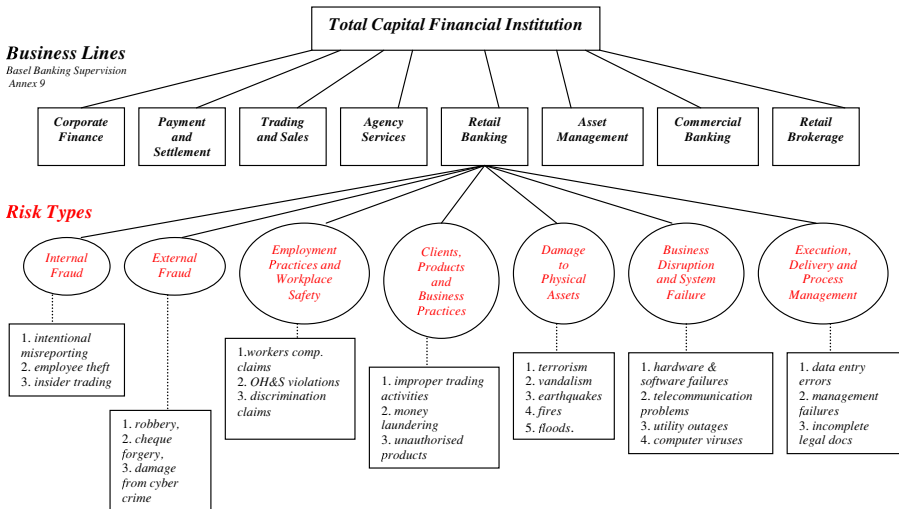 Total Capital Financial Institution
Business Lines
Basel Banking Supervision
Annex 9
Corporate
Finance
Payment
and
Settlement
Trading
and Sales
Agency
Services
Retail
Banking
Asset
Management
Commercial
Banking
Retail
Brokerage
Risk Types
Internal
Fraud
External
Fraud
Employment
Practices and
Workplace
Safety
Clients,
Products
and
Business
Practices
Damage
to
Physical
Assets
Business
Disruption
and System
Failure
Execution,
Delivery and
Process
Management
1. intentional
misreporting
2. employee theft
3. insider trading
1. robbery,
2. cheque
forgery,
3. damage
from cyber
crime
1.workers comp.
claims
2. OH&S violations
3. discrimination
claims
1. improper trading
activities
2. money
laundering
3. unauthorised
products
1. terrorism
2. vandalism
3. earthquakes
4. fires
5. floods.
1. hardware &
software failures
2. telecommunication
problems
3. utility outages
4. computer viruses
1. data entry
errors
2. management
failures
3. incomplete
legal docs